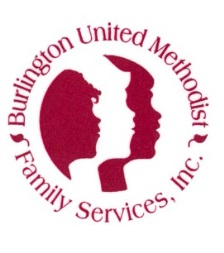 Burlington United Methodist
Family Services, Inc.